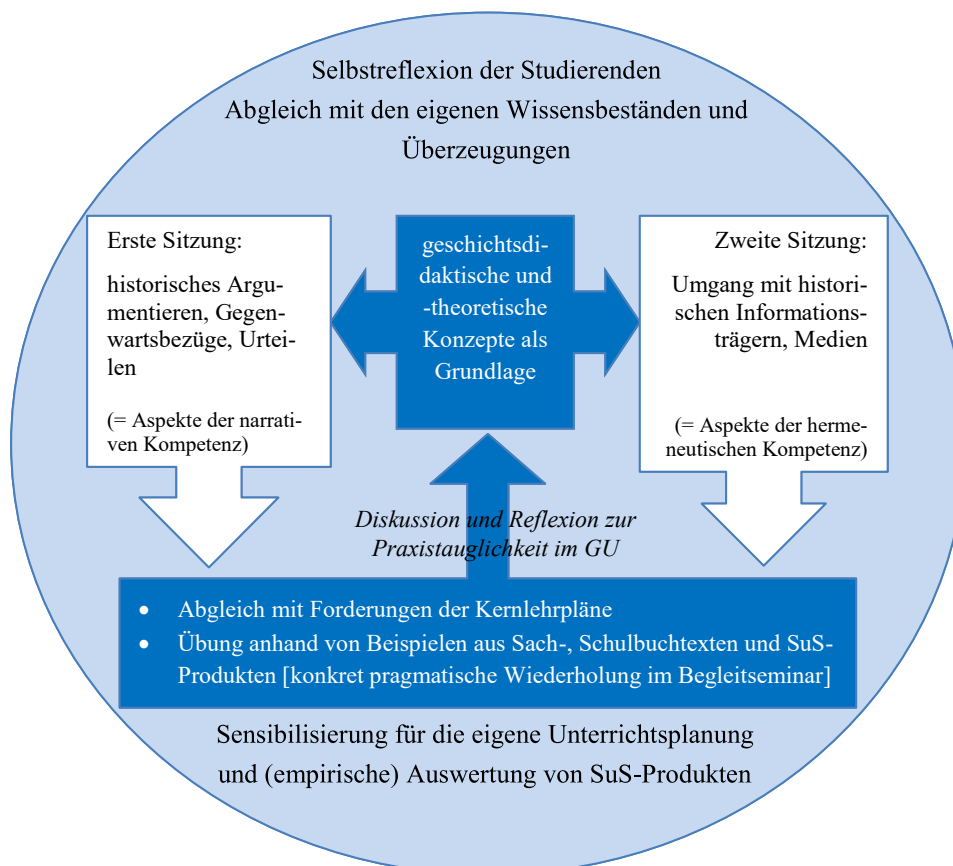 Selbstreflexion der Studierenden
Abgleich mit den eigenen Wissensbeständen und
Überzeugungen
Erste Sitzung:
historisches Argu-
mentieren, Gegen-
wartsbezüge, Urtei-
len
(= Aspekte der narrati-
ven Kompetenz)
geschichtsdi-
daktische und
-theoretische
Konzepte als
Grundlage
Zweite Sitzung:
Umgang mit histori-
schen Informations-
trägern, Medien
(= Aspekte der herme-
neutischen Kompetenz)
Diskussion und Reflexion zur
Praxistauglichkeit im GU
• Abgleich mit Forderungen der Kernlehrpläne
• Übung anhand von Beispielen aus Sach-, Schulbuchtexten und SuS-
Produkten [konkret pragmatische Wiederholung im Begleitseminar]
Sensibilisierung für die eigene Unterrichtsplanung
und (empirische) Auswertung von SuS-Produkten